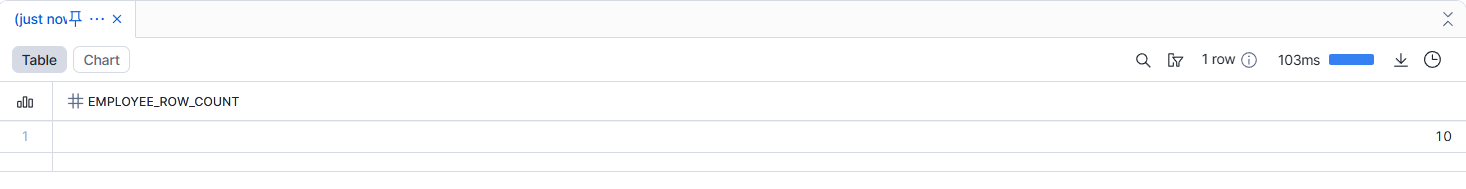 (just nov
Table Chart 1 row 103ms
EMPLOYEE_ROW_COUNT
1 10